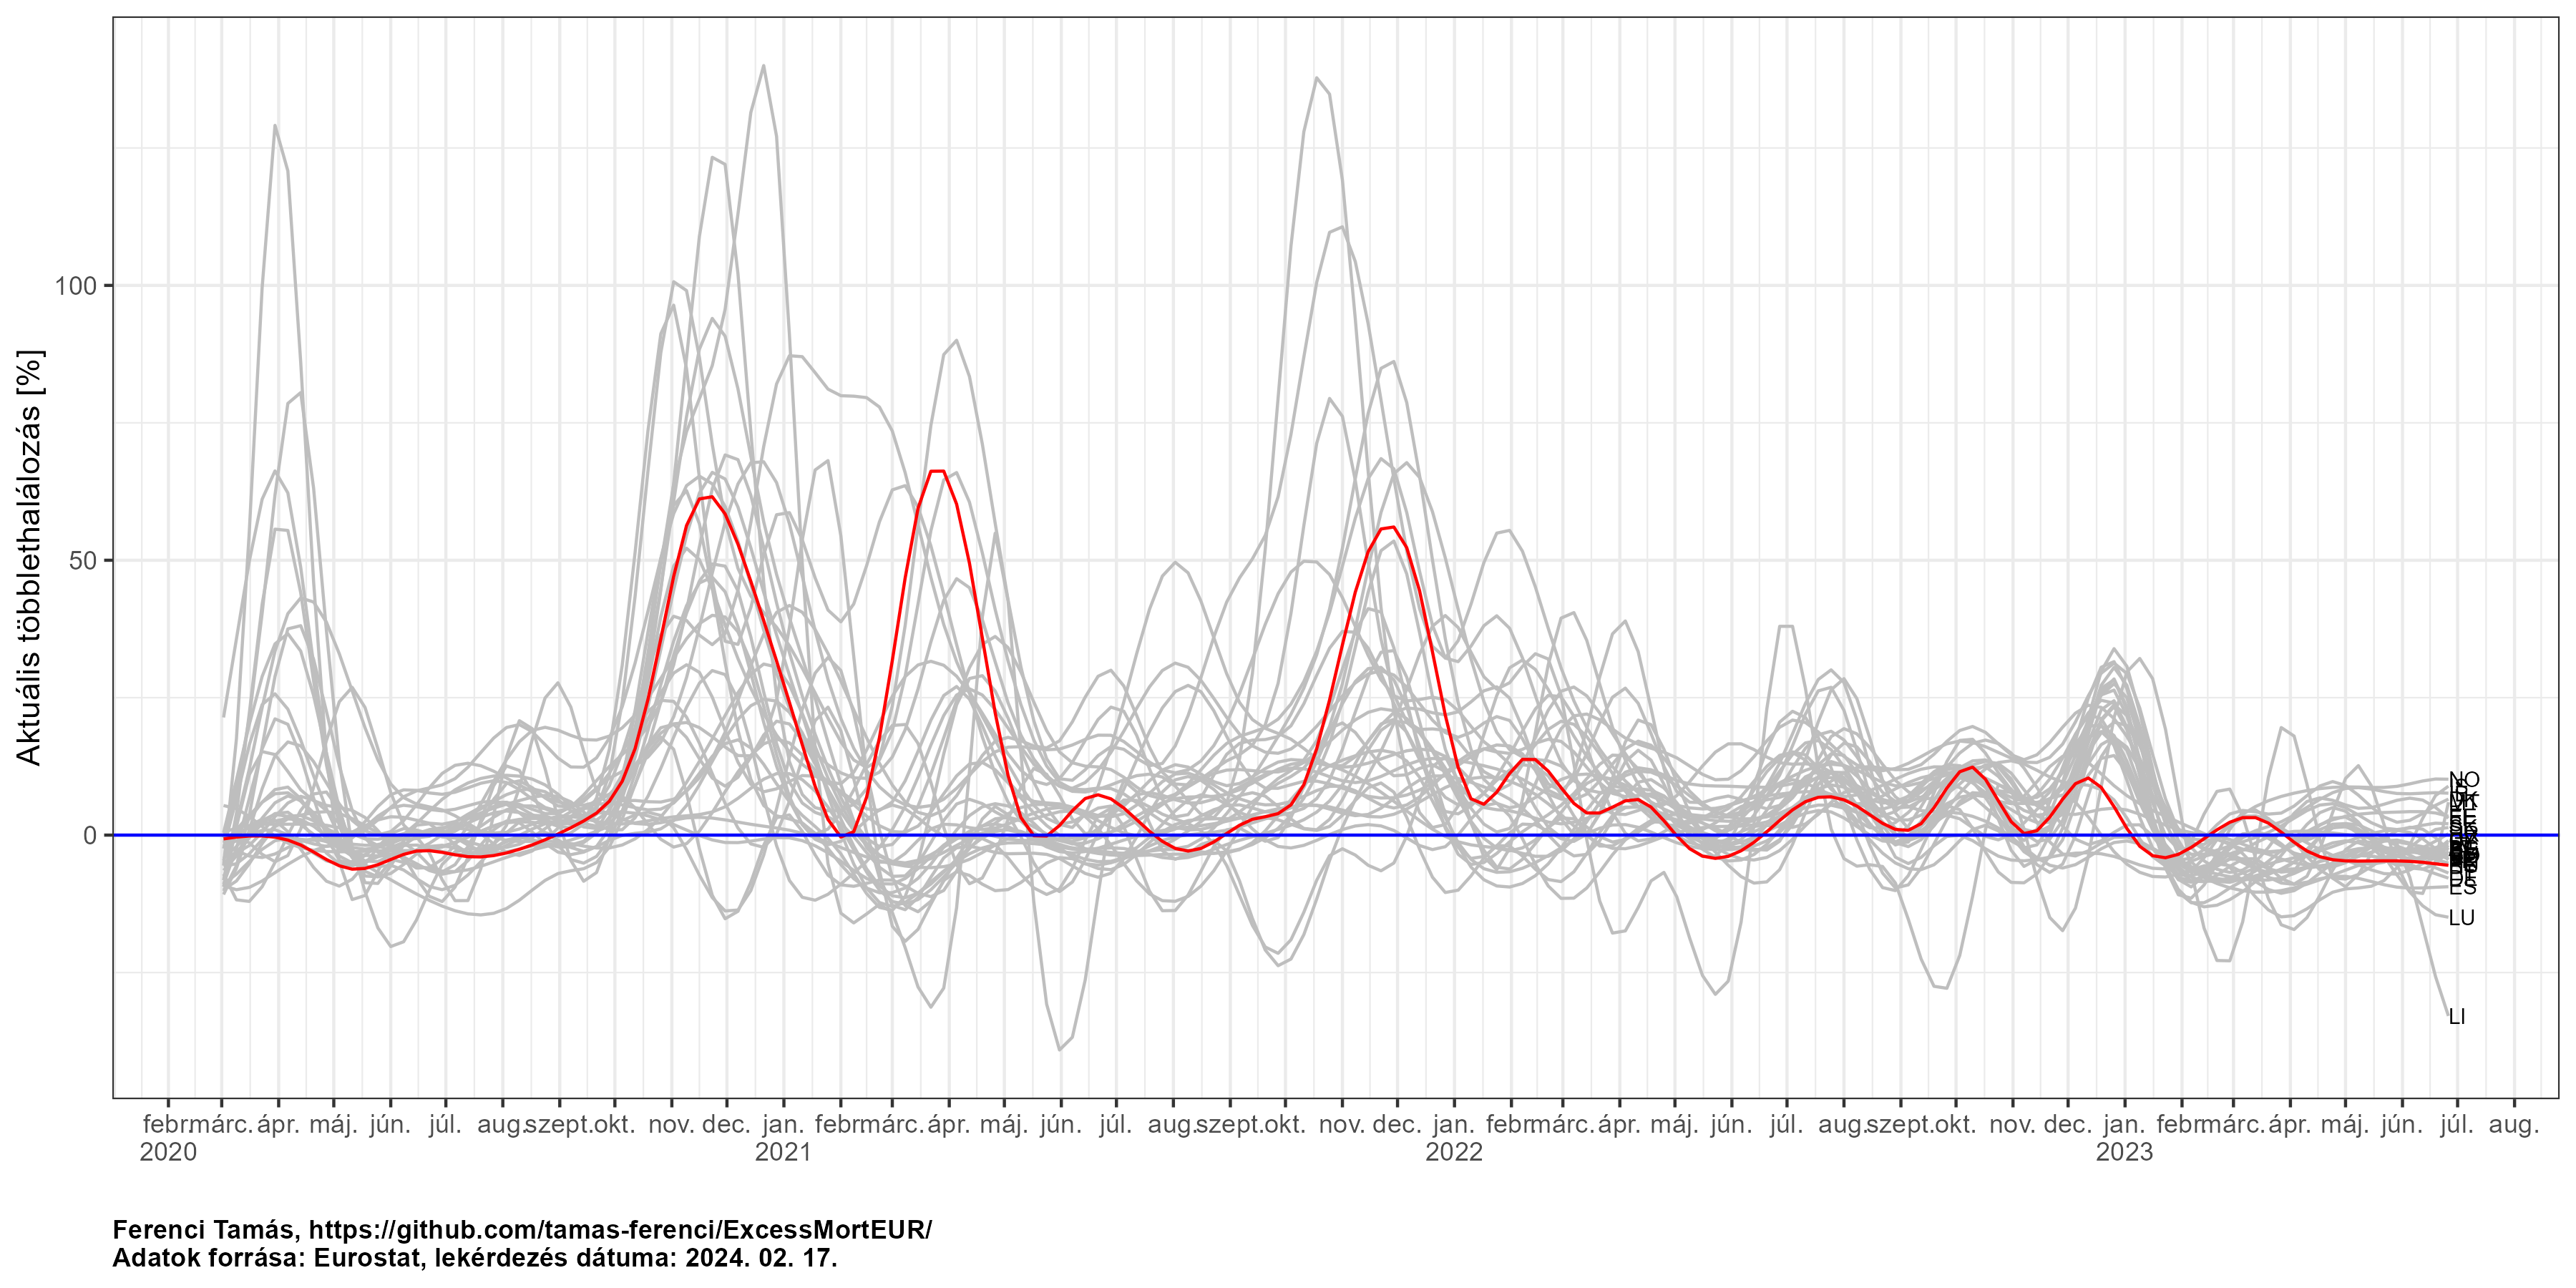 Aktuális többlethalálozás [%]
100
50
0
NO
LU
ES
LI
febr. márc. ápr. máj. jún. júl. aug. szept. okt. nov. dec. jan. febr. márc. ápr. máj. jún. júl. aug. szept. okt. nov. dec. jan. febr. márc. ápr. máj. jún. júl. aug. szept. okt. nov. dec. jan. febr. márc. ápr. máj. jún. júl. aug.
2020 2021 2022 2023
Ferenci Tamás, https://github.com/tamas-ferenci/ExcessMortEUR/
Adatok forrása: Eurostat, lekérdezés dátuma: 2024. 02. 17.